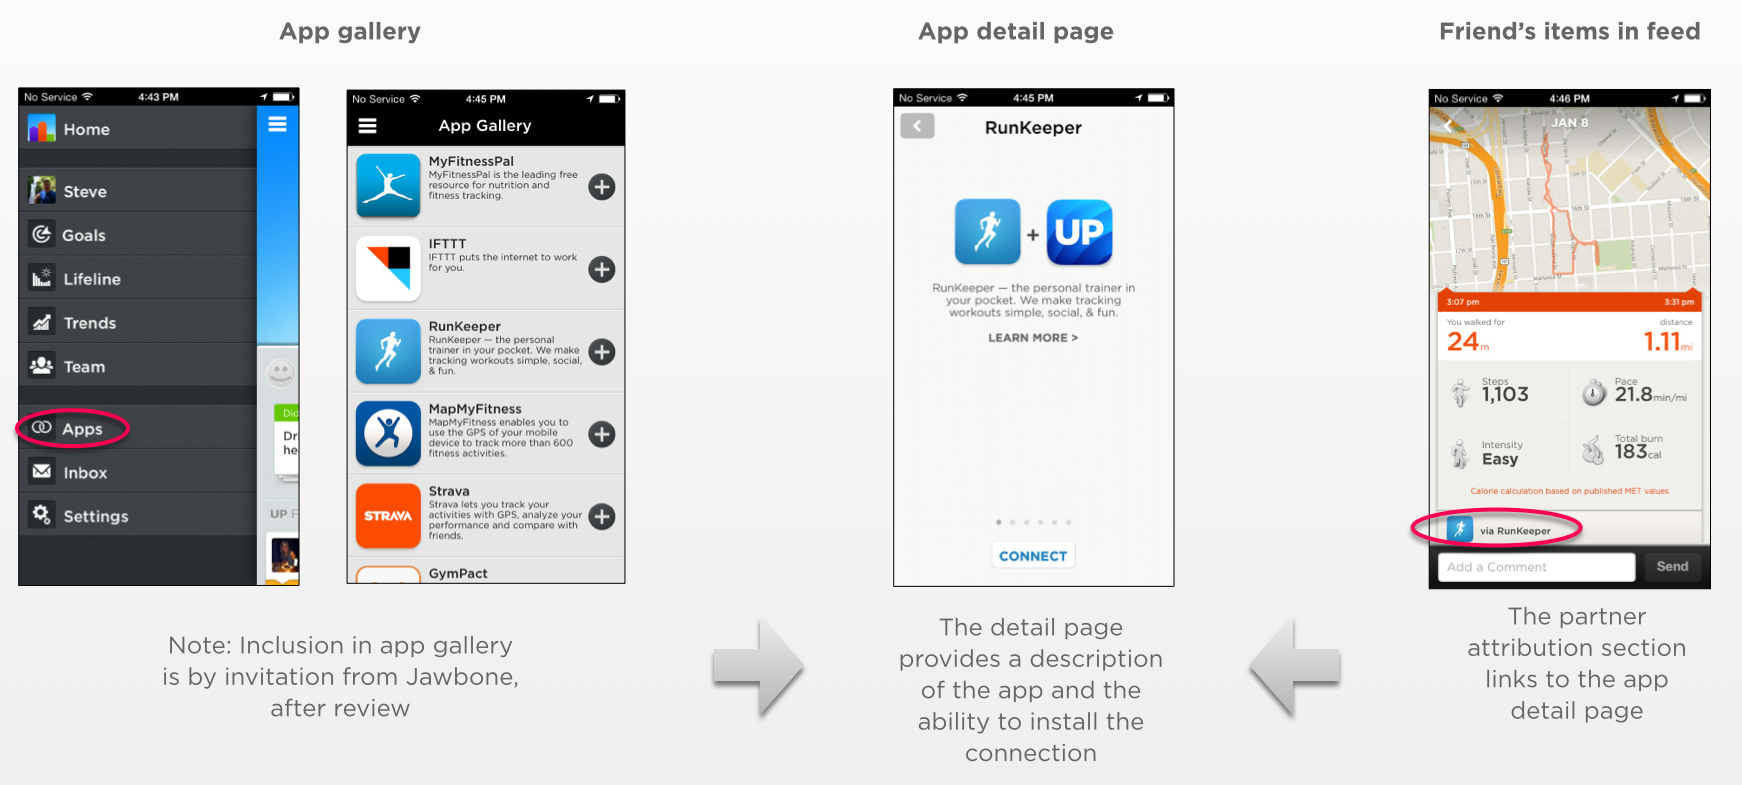 App gallery
App detail page
Friend's items in feed
No Service
4:43 PM
Home
Steve
Goals
Lifeline
Trends
Team
Apps
Inbox
Settings
Did
Dr
he
UP F
No Service
4:45 PM
App Gallery
MyFitnessPal
MyFitnessPal is the leading free
resource for nutrition and
fitness tracking.
IFTTT
IFTTT puts the internet to work
for you.
RunKeeper
RunKeeper — the personal
trainer in your pocket. We make
tracking workouts simple, social,
& fun.
MapMyFitness
MapMyFitness enables you to
use the GPS of your mobile
device to track more than 600
fitness activities.
STRAVA
Strava
Strava lets you track your
activities with GPS, analyze your
performance and compare with
friends.
GymPact
Note: Inclusion in app gallery
is by invitation from Jawbone,
after review
No Service
4:45 PM
RunKeeper
+
UP
RunKeeper — the personal trainer in
your pocket. We make tracking
workouts simple, social, & fun.
LEARN MORE >
CONNECT
The detail page
provides a description
of the app and the
ability to install the
connection
No Service
4:46 PM
JAN 8
3:07 pm
3:31 pm
You walked for
distance
24m
1.11mi
Steps
1,103
Pace
21.8min/mi
Intensity
Easy
Total burn
183cal
Calorie calculation based on published MET values
via RunKeeper
Add a Comment
Send
The partner
attribution section
links to the app
detail page